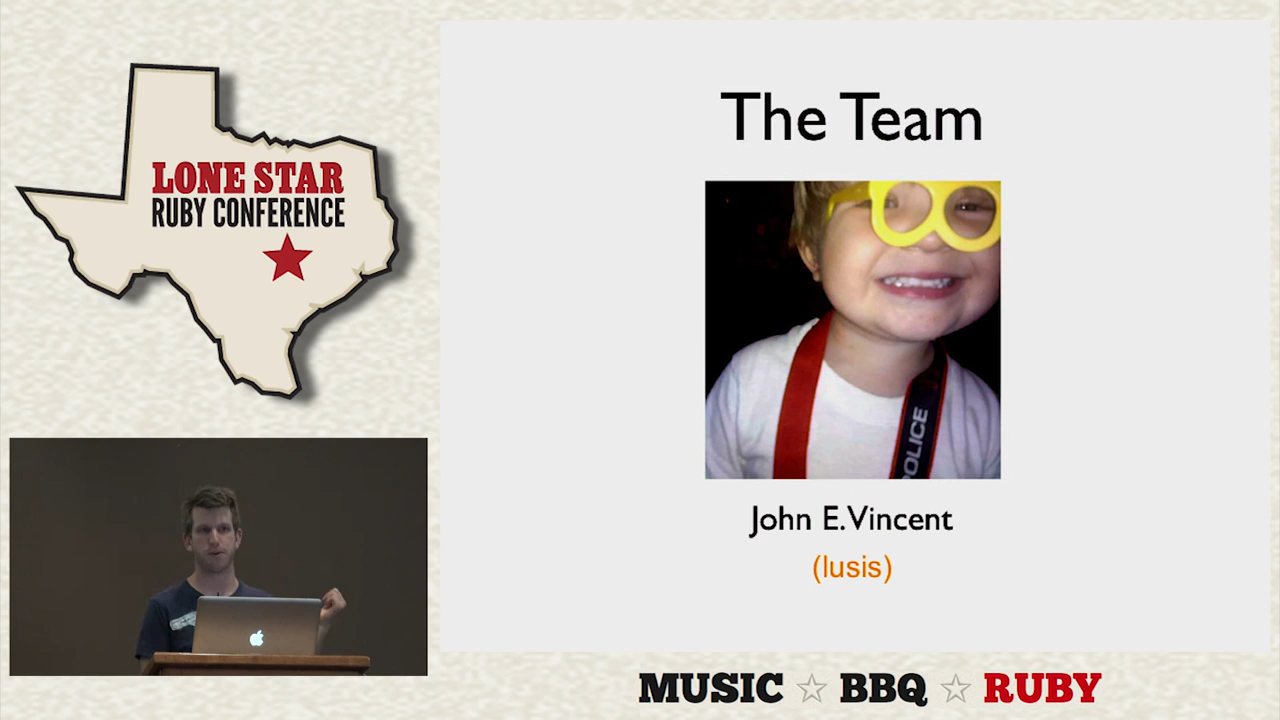 LONE STAR
RUBY CONFERENCE
The Team
POLICE
John E. Vincent
(lusis)
MUSIC ☆ BBQ ☆ RUBY